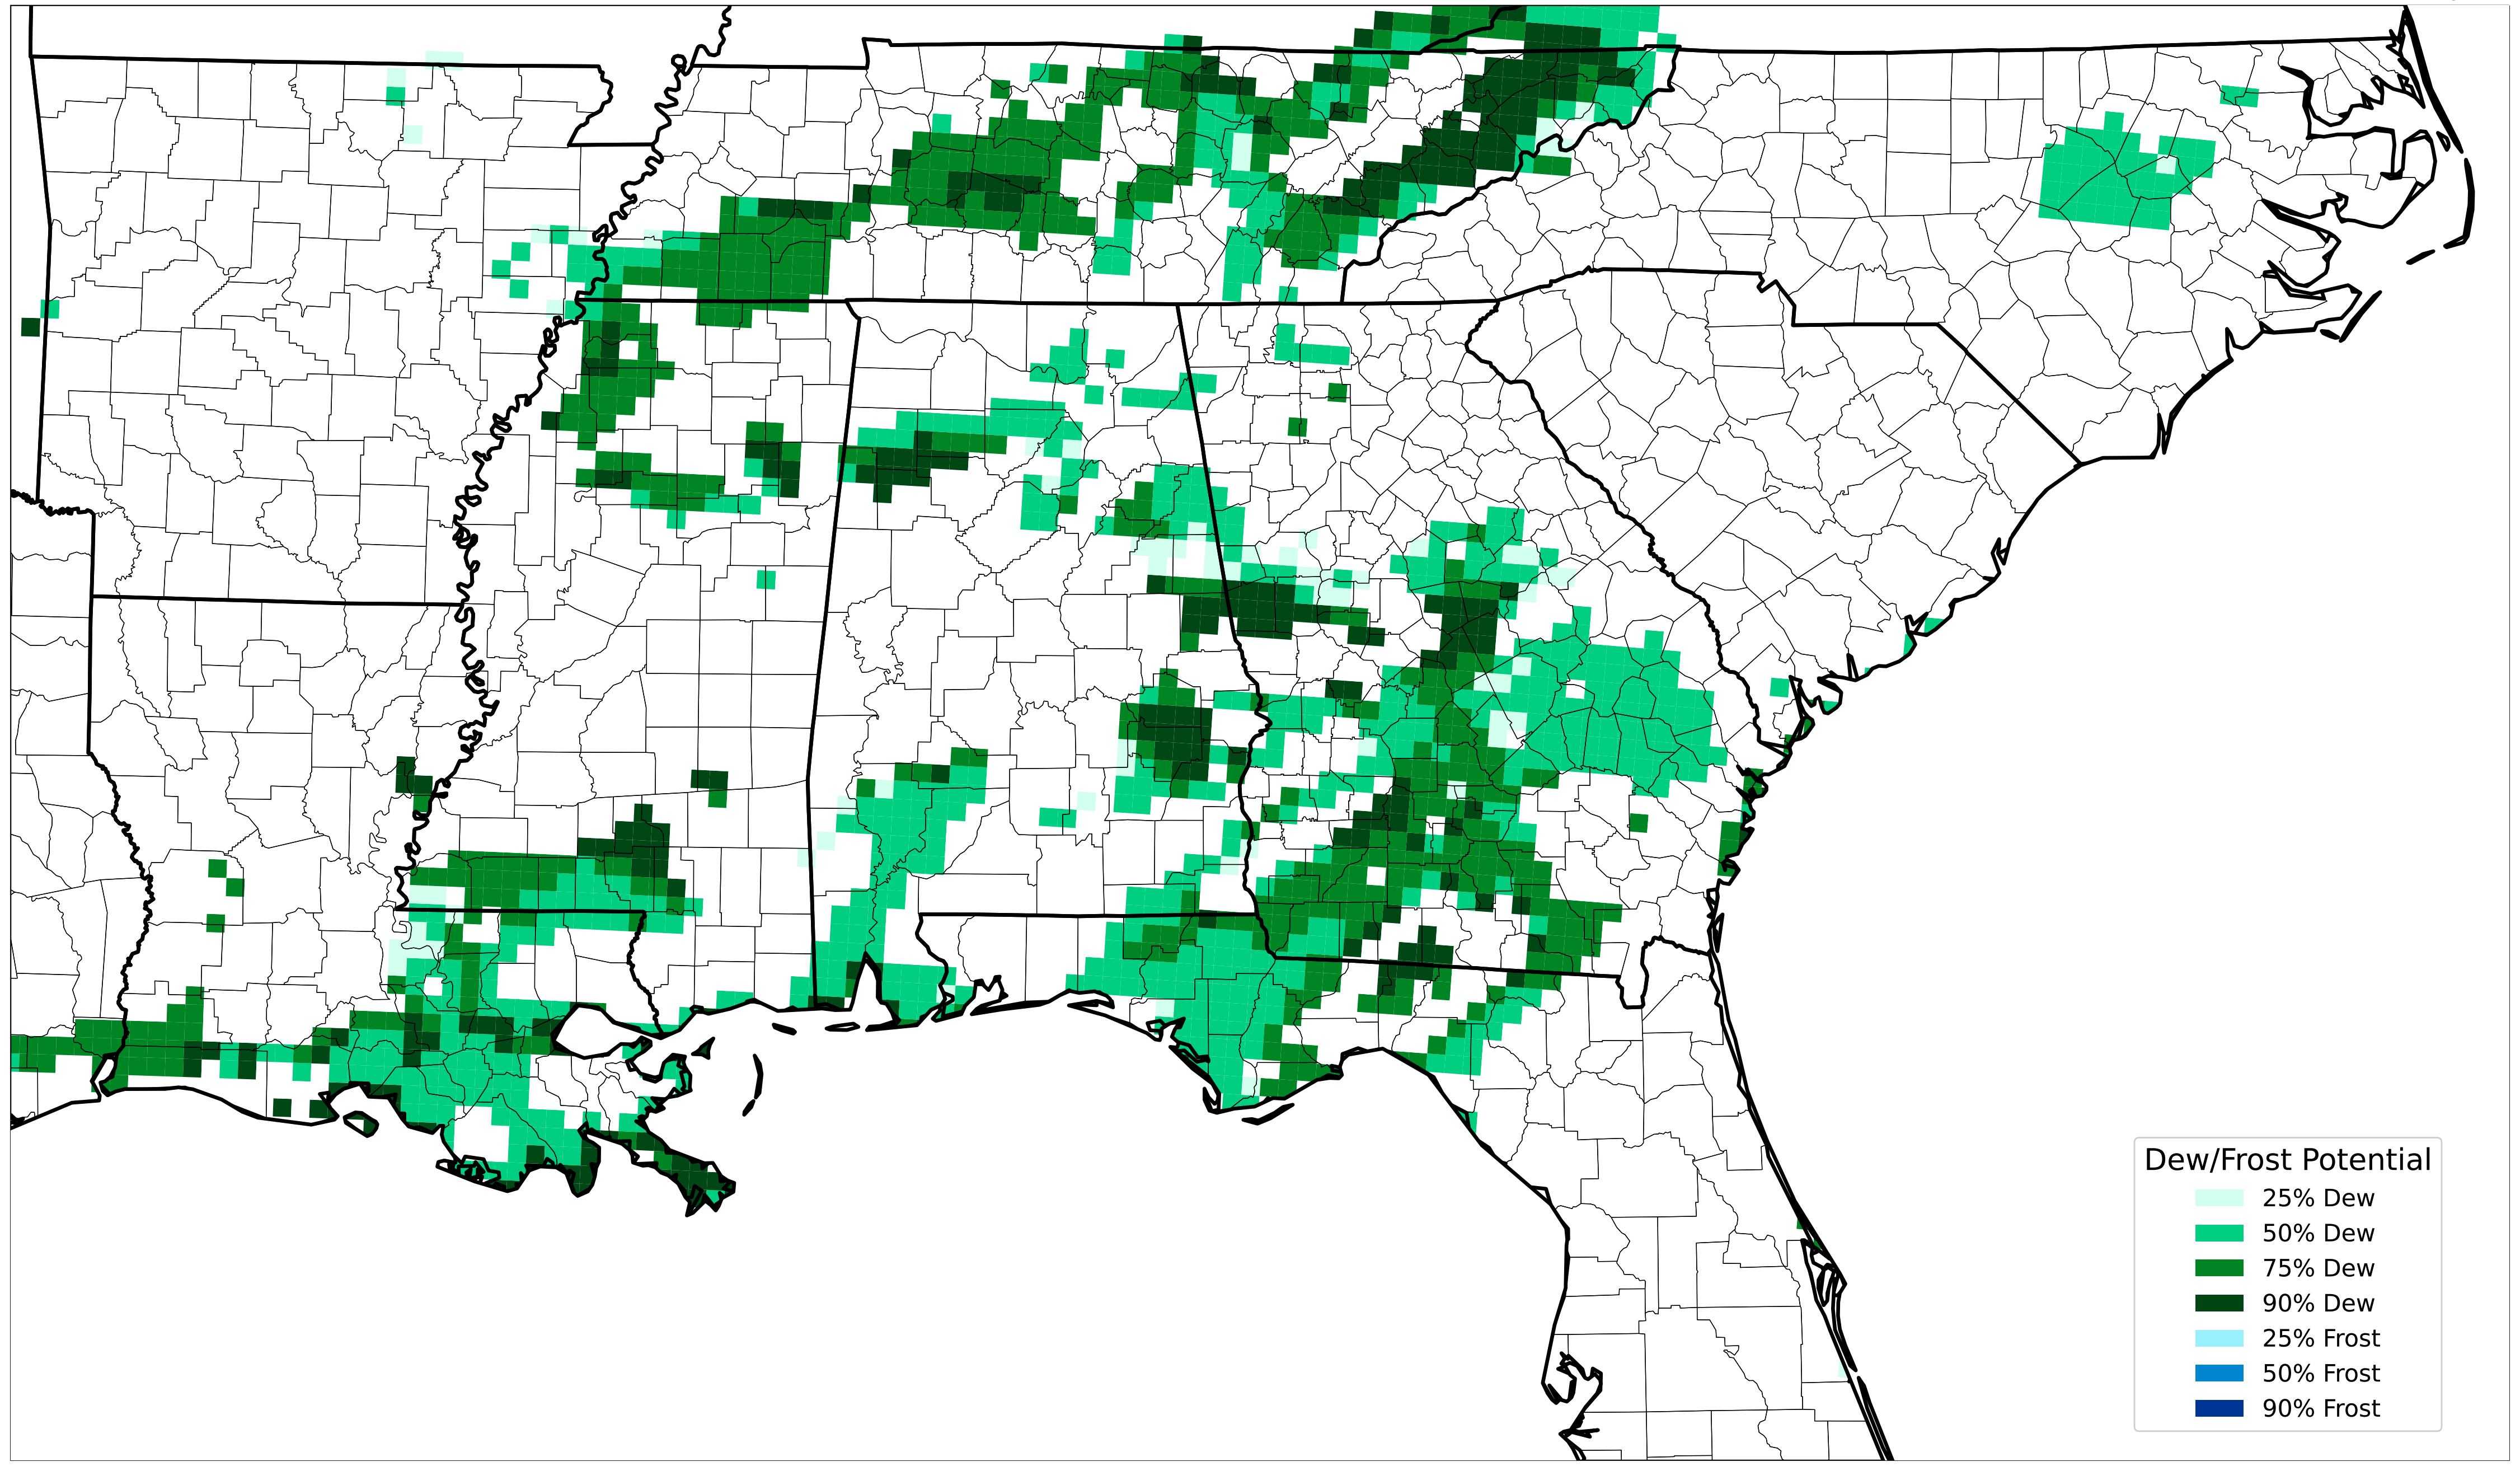 Dew/Frost Potential
25% Dew
50% Dew
75% Dew
90% Dew
25% Frost
50% Frost
90% Frost